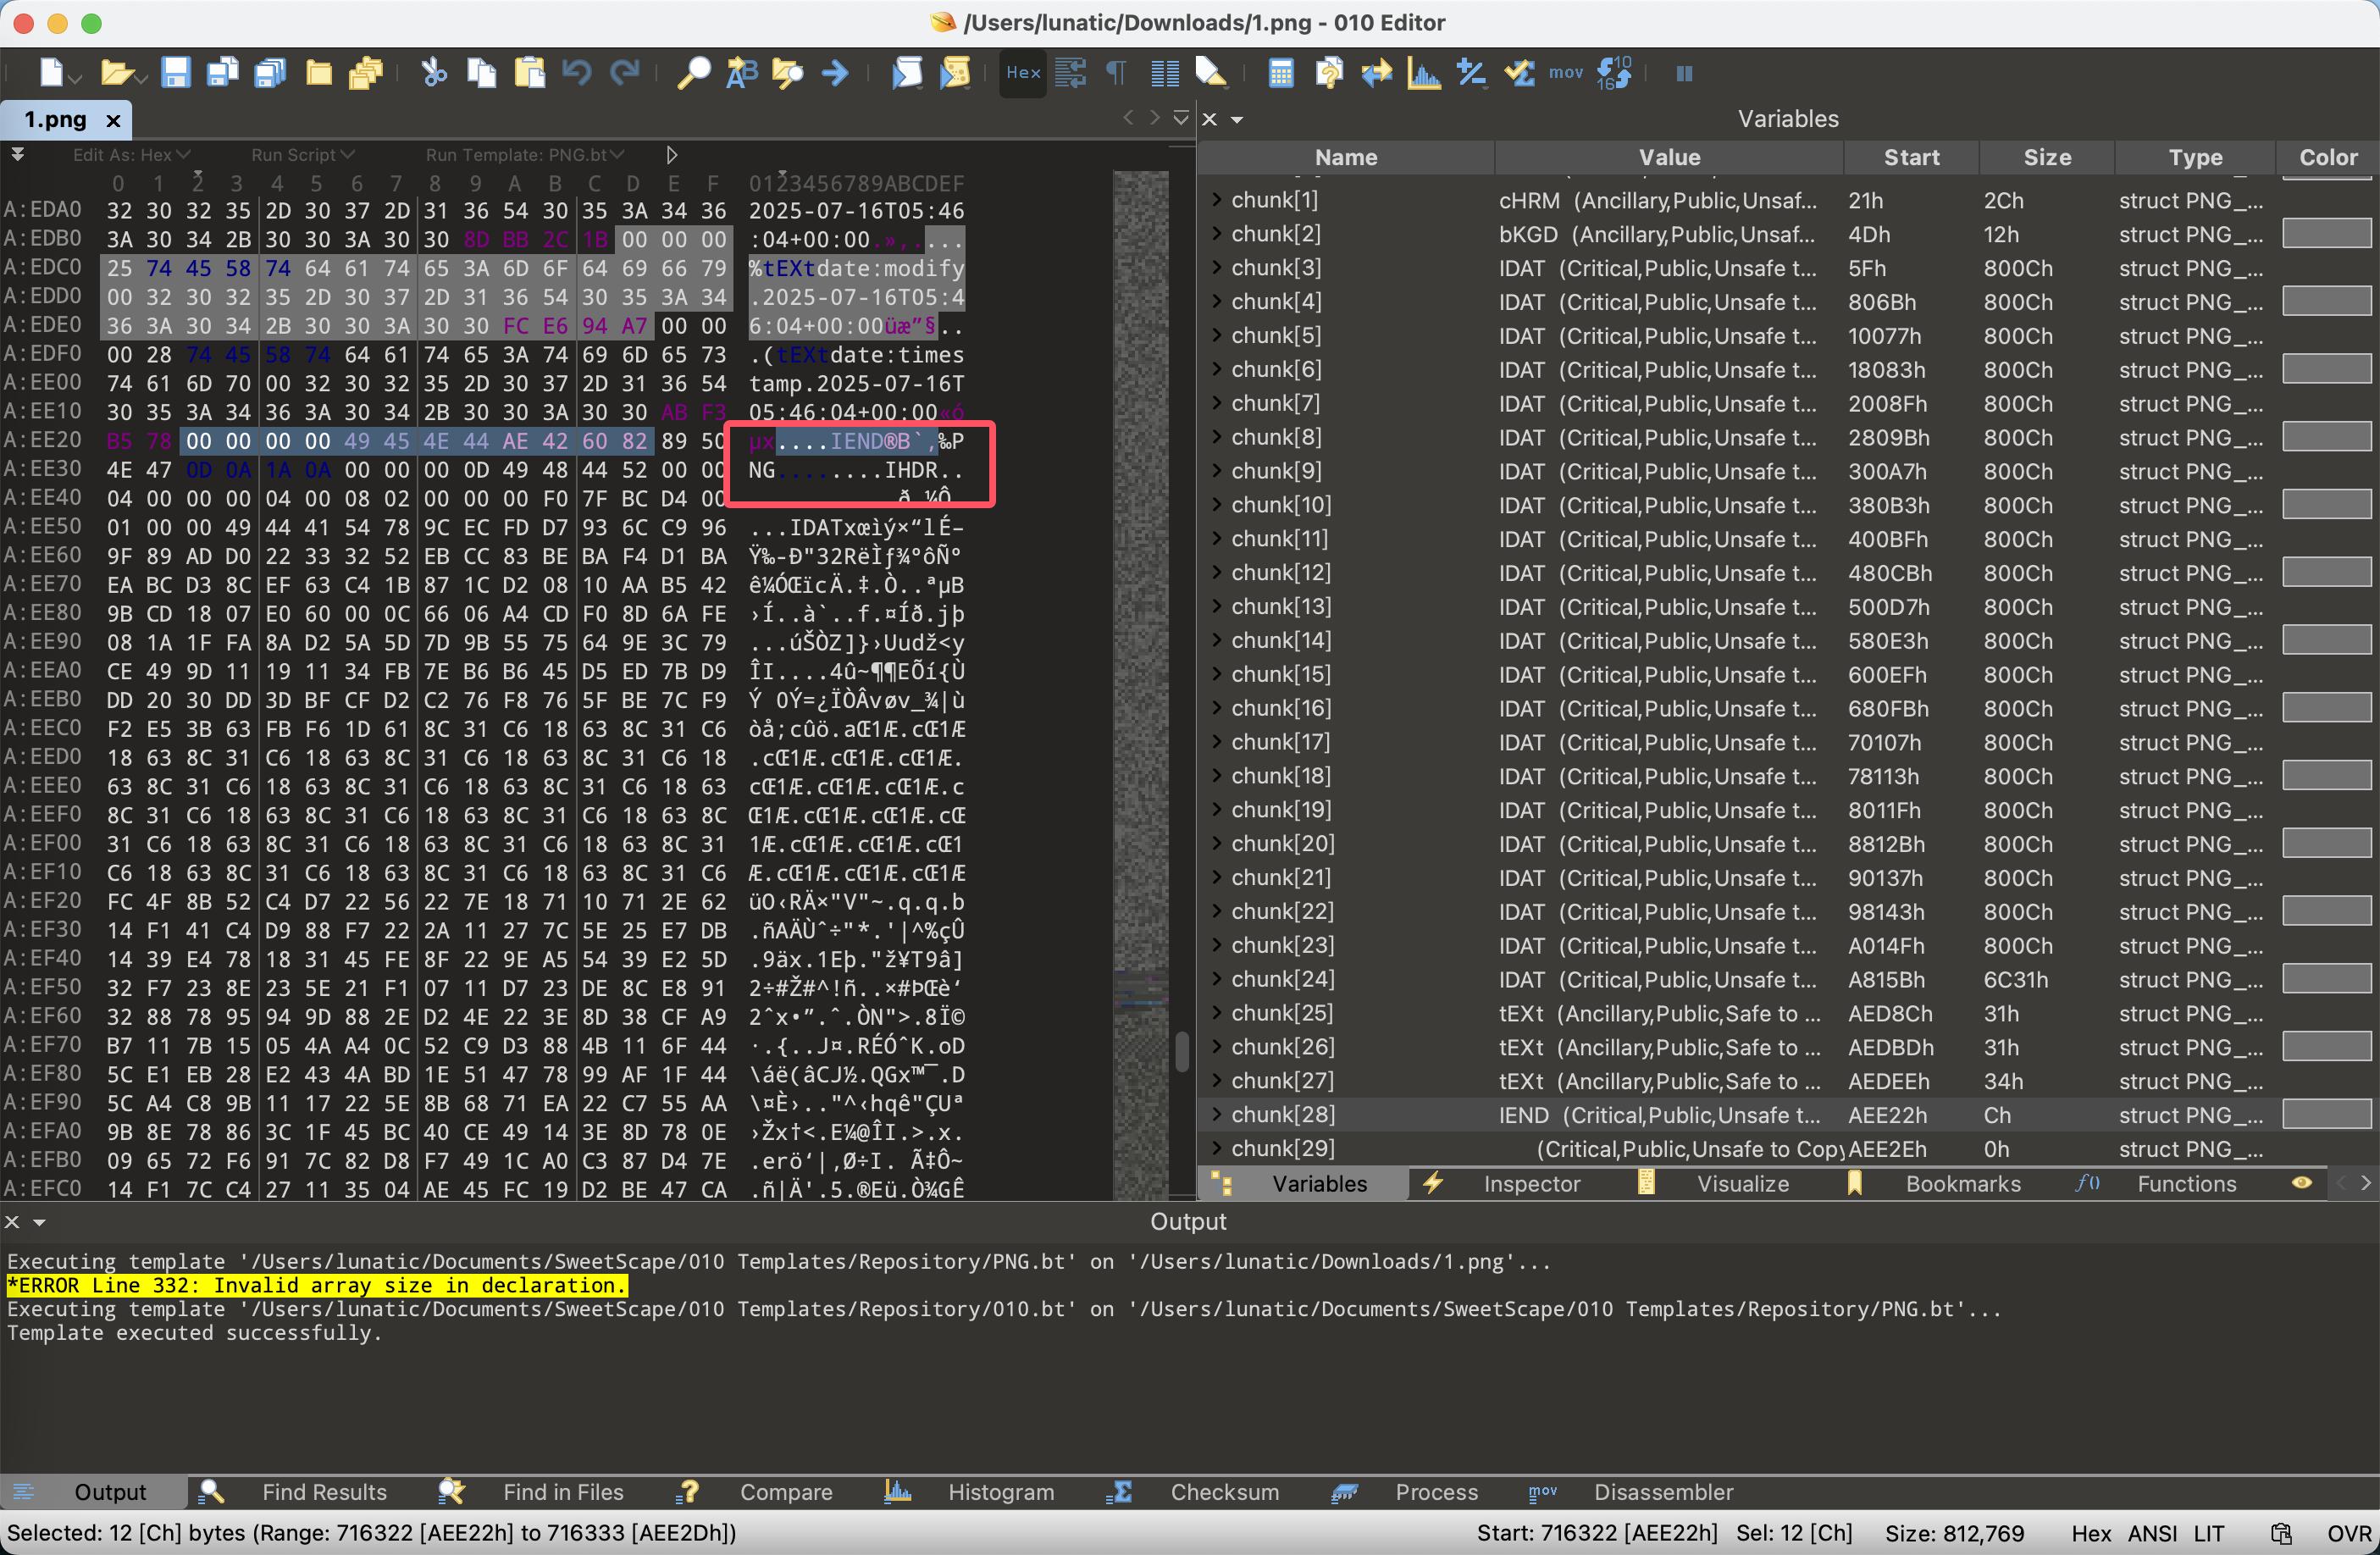 /Users/lunatic/Downloads/1.png - 010 Editor
Hex
mov
1.png
Edit As: Hex Run Script Run Template: PNG.bt
0 1 2 3 4 5 6 7 8 9 A B C D E F 0123456789ABCDEF
A:EDA0 32 30 32 35 2D 30 37 2D 31 36 54 30 35 3A 34 36 2025-07-16T05:46
A:EDB0 3A 30 34 2B 30 30 3A 30 30 8D BB 2C 1B 00 00 00 :04+00:00.»,....
A:EDC0 25 74 45 58 74 64 61 74 65 3A 6D 6F 64 69 66 79 %tEXtdate:modify
A:EDD0 00 32 30 32 35 2D 30 37 2D 31 36 54 30 35 3A 34 .2025-07-16T05:4
A:EDE0 36 3A 30 34 2B 30 30 3A 30 30 FC E6 94 A7 00 00 6:04+00:00üæ”§..
A:EDF0 00 28 74 45 58 74 64 61 74 65 3A 74 69 6D 65 73 .(tEXtdate:times
A:EE00 74 61 6D 70 00 32 30 32 35 2D 30 37 2D 31 36 54 tamp.2025-07-16T
A:EE10 30 35 3A 34 36 3A 30 34 2B 30 30 3A 30 30 AB F3 05:46:04+00:00«ó
A:EE20 B5 78 00 00 00 00 49 45 4E 44 AE 42 60 82 89 50 µx....IEND®B`‚‰P
A:EE30 4E 47 0D 0A 1A 0A 00 00 00 0D 49 48 44 52 00 00 NG........IHDR..
A:EE40 04 00 00 00 04 00 08 02 00 00 00 F0 7F BC D4 00 ð.¼Ô
A:EE50 01 00 00 49 44 41 54 78 9C EC FD D7 93 6C C9 96 ...IDATxœìý×“lÉ–
A:EE60 9F 89 AD D0 22 33 32 52 EB CC 83 BE BA F4 D1 BA Ÿ‰-Ð"32RëÌƒ¾ºôÑº
A:EE70 EA BC D3 8C EF 63 C4 1B 87 1C D2 08 10 AA B5 42 ê¼ÓŒïcÄ.‡.Ò..ªµB
A:EE80 9B CD 18 07 E0 60 00 0C 66 06 A4 CD F0 8D 6A FE ›Í..à`..f.¤Íð.jþ
A:EE90 08 1A 1F FA 8A D2 5A 5D 7D 9B 55 75 64 9E 3C 79 ...úŠÒZ]}›Uudž<y
A:EEA0 CE 49 9D 11 19 11 34 FB 7E B6 B6 45 D5 ED 7B D9 ÎI....4û~¶¶EÕí{Ù
A:EEB0 DD 20 30 DD 3D BF CF D2 C2 76 F8 76 5F BE 7C F9 Ý 0Ý=¿ÏÒÂvøv_¾|ù
A:EEC0 F2 E5 3B 63 FB F6 1D 61 8C 31 C6 18 63 8C 31 C6 òå;cûö.aŒ1Æ.cŒ1Æ
A:EED0 18 63 8C 31 C6 18 63 8C 31 C6 18 63 8C 31 C6 18 .cŒ1Æ.cŒ1Æ.cŒ1Æ.
A:EEE0 63 8C 31 C6 18 63 8C 31 C6 18 63 8C 31 C6 18 63 cŒ1Æ.cŒ1Æ.cŒ1Æ.c
A:EEF0 8C 31 C6 18 63 8C 31 C6 18 63 8C 31 C6 18 63 8C Œ1Æ.cŒ1Æ.cŒ1Æ.cŒ
A:EF00 31 C6 18 63 8C 31 C6 18 63 8C 31 C6 18 63 8C 31 1Æ.cŒ1Æ.cŒ1Æ.cŒ1
A:EF10 C6 18 63 8C 31 C6 18 63 8C 31 C6 18 63 8C 31 C6 Æ.cŒ1Æ.cŒ1Æ.cŒ1Æ
A:EF20 FC 4F 8B 52 C4 D7 22 56 22 7E 18 71 10 71 2E 62 üO‹RÄ×"V"~.q.q.b
A:EF30 14 F1 41 C4 D9 88 F7 22 2A 11 27 7C 5E 25 E7 DB .ñAÄÙˆ÷"*.'|^%çÛ
A:EF40 14 39 E4 78 18 31 45 FE 8F 22 9E A5 54 39 E2 5D .9äx.1Eþ."ž¥T9â]
A:EF50 32 F7 23 8E 23 5E 21 F1 07 11 D7 23 DE 8C E8 91 2÷#Ž#^!ñ..×#ÞŒè‘
A:EF60 32 88 78 95 94 9D 88 2E D2 4E 22 3E 8D 38 CF A9 2ˆx•”.ˆ.ÒN">.8Ï©
A:EF70 B7 11 7B 15 05 4A A4 0C 52 C9 D3 88 4B 11 6F 44 ·.{..J¤.RÉÓˆK.oD
A:EF80 5C E1 EB 28 E2 43 4A BD 1E 51 47 78 99 AF 1F 44 \áë(âCJ½.QGx™¯.D
A:EF90 5C A4 C8 9B 11 17 22 5E 8B 68 71 EA 22 C7 55 AA \¤È›.."^‹hqê"ÇUª
A:EFA0 9B 8E 78 86 3C 1F 45 BC 40 CE 49 14 3E 8D 78 0E ›Žx†<.E¼@ÎI.>.x.
A:EFB0 09 65 72 F6 91 7C 82 D8 F7 49 1C A0 C3 87 D4 7E .erö‘|‚Ø÷I. Ã‡Ô~
A:EFC0 14 F1 7C C4 27 11 35 04 AE 45 FC 19 D2 BE 47 CA .ñ|Ä'.5.®Eü.Ò¾GÊ
Variables
Name Value Start Size Type Color
chunk[1] cHRM (Ancillary,Public,Unsaf... 21h 2Ch struct PNG_...
chunk[2] bKGD (Ancillary,Public,Unsaf... 4Dh 12h struct PNG_...
chunk[3] IDAT (Critical,Public,Unsafe t... 5Fh 800Ch struct PNG_...
chunk[4] IDAT (Critical,Public,Unsafe t... 806Bh 800Ch struct PNG_...
chunk[5] IDAT (Critical,Public,Unsafe t... 10077h 800Ch struct PNG_...
chunk[6] IDAT (Critical,Public,Unsafe t... 18083h 800Ch struct PNG_...
chunk[7] IDAT (Critical,Public,Unsafe t... 2008Fh 800Ch struct PNG_...
chunk[8] IDAT (Critical,Public,Unsafe t... 2809Bh 800Ch struct PNG_...
chunk[9] IDAT (Critical,Public,Unsafe t... 300A7h 800Ch struct PNG_...
chunk[10] IDAT (Critical,Public,Unsafe t... 380B3h 800Ch struct PNG_...
chunk[11] IDAT (Critical,Public,Unsafe t... 400BFh 800Ch struct PNG_...
chunk[12] IDAT (Critical,Public,Unsafe t... 480CBh 800Ch struct PNG_...
chunk[13] IDAT (Critical,Public,Unsafe t... 500D7h 800Ch struct PNG_...
chunk[14] IDAT (Critical,Public,Unsafe t... 580E3h 800Ch struct PNG_...
chunk[15] IDAT (Critical,Public,Unsafe t... 600EFh 800Ch struct PNG_...
chunk[16] IDAT (Critical,Public,Unsafe t... 680FBh 800Ch struct PNG_...
chunk[17] IDAT (Critical,Public,Unsafe t... 70107h 800Ch struct PNG_...
chunk[18] IDAT (Critical,Public,Unsafe t... 78113h 800Ch struct PNG_...
chunk[19] IDAT (Critical,Public,Unsafe t... 8011Fh 800Ch struct PNG_...
chunk[20] IDAT (Critical,Public,Unsafe t... 8812Bh 800Ch struct PNG_...
chunk[21] IDAT (Critical,Public,Unsafe t... 90137h 800Ch struct PNG_...
chunk[22] IDAT (Critical,Public,Unsafe t... 98143h 800Ch struct PNG_...
chunk[23] IDAT (Critical,Public,Unsafe t... A014Fh 800Ch struct PNG_...
chunk[24] IDAT (Critical,Public,Unsafe t... A815Bh 6C31h struct PNG_...
chunk[25] tEXt (Ancillary,Public,Safe to ... AED8Ch 31h struct PNG_...
chunk[26] tEXt (Ancillary,Public,Safe to ... AEDBDh 31h struct PNG_...
chunk[27] tEXt (Ancillary,Public,Safe to ... AEDEEh 34h struct PNG_...
chunk[28] IEND (Critical,Public,Unsafe t... AEE22h Ch struct PNG_...
chunk[29] (Critical,Public,Unsafe to Copy AEE2Eh 0h struct PNG_...
Variables Inspector Visualize Bookmarks f() Functions
Output
Executing template '/Users/lunatic/Documents/SweetScape/010 Templates/Repository/PNG.bt' on '/Users/lunatic/Downloads/1.png'...
*ERROR Line 332: Invalid array size in declaration.
Executing template '/Users/lunatic/Documents/SweetScape/010 Templates/Repository/010.bt' on '/Users/lunatic/Documents/SweetScape/010 Templates/Repository/PNG.bt'...
Template executed successfully.
Output Find Results Find in Files Compare Histogram Checksum Process mov Disassembler
Selected: 12 [Ch] bytes (Range: 716322 [AEE22h] to 716333 [AEE2Dh]) Start: 716322 [AEE22h] Sel: 12 [Ch] Size: 812,769 Hex ANSI LIT OVR